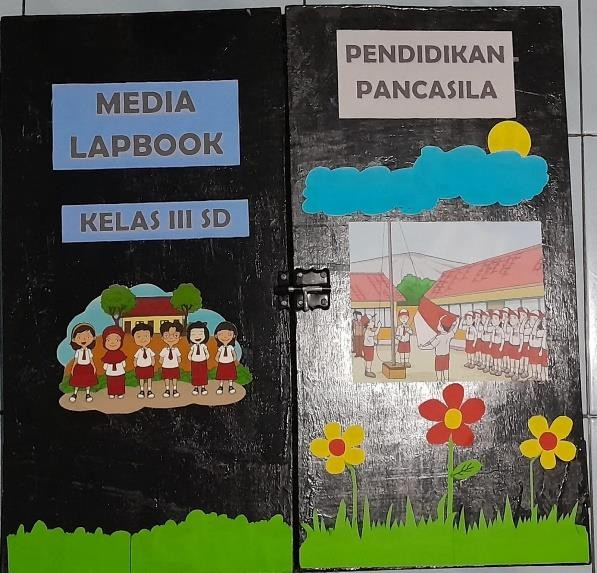 MEDIA
LAPBOOK
KELAS III SD
PENDIDIKAN
PANCASILA